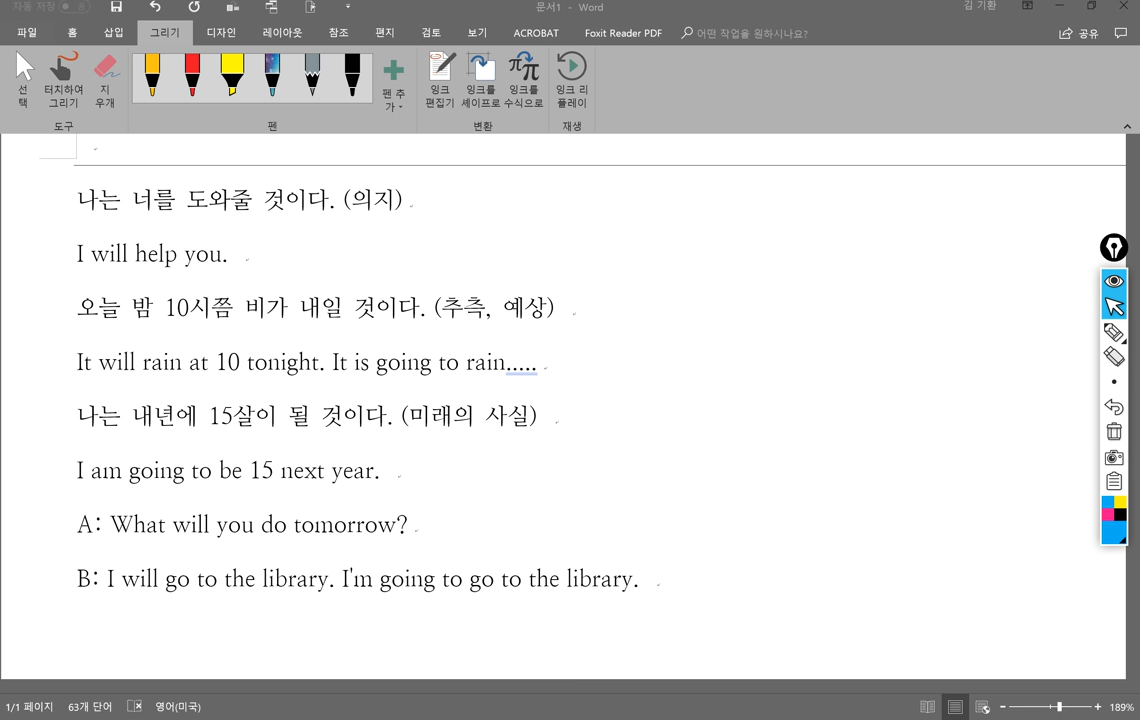 자동 저장
문서1 - Word
김 기환
파일 홈 삽입 그리기 디자인 레이아웃 참조 편지 검토 보기 ACROBAT Foxit Reader PDF 어떤 작업을 원하시나요? 공유
선택 터치하여 그리기 지우개 펜 추가 잉크 편집기 잉크를 셰이프로 잉크를 수식으로 잉크 리플레이
도구 펜 변환 재생
나는 너를 도와줄 것이다. (의지)
I will help you.
오늘 밤 10시쯤 비가 내일 것이다. (추측, 예상)
It will rain at 10 tonight. It is going to rain.....
나는 내년에 15살이 될 것이다. (미래의 사실)
I am going to be 15 next year.
A: What will you do tomorrow?
B: I will go to the library. I'm going to go to the library.
1/1 페이지 63개 단어 영어(미국) 189%